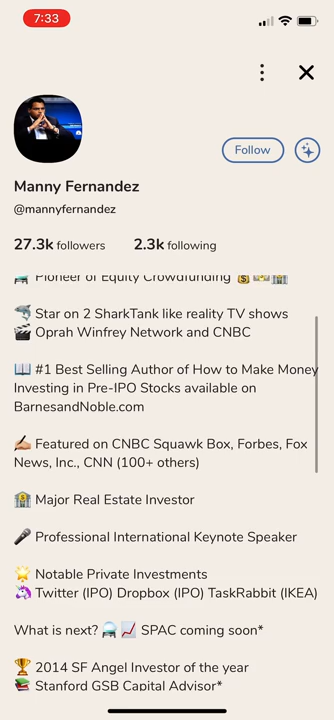 7:33
Follow
Manny Fernandez
@mannyfernandez
27.3k followers 2.3k following
Pioneer of Equity Crowdfunding 💰💵🏦
🦈 Star on 2 SharkTank like reality TV shows
🎬 Oprah Winfrey Network and CNBC
📖 #1 Best Selling Author of How to Make Money
Investing in Pre-IPO Stocks available on
BarnesandNoble.com
✍🏼 Featured on CNBC Squawk Box, Forbes, Fox
News, Inc., CNN (100+ others)
🏦 Major Real Estate Investor
🎤 Professional International Keynote Speaker
🌟 Notable Private Investments
🦄 Twitter (IPO) Dropbox (IPO) TaskRabbit (IKEA)
What is next? 🔮📈 SPAC coming soon*
🏆 2014 SF Angel Investor of the year
📚 Stanford GSB Capital Advisor*